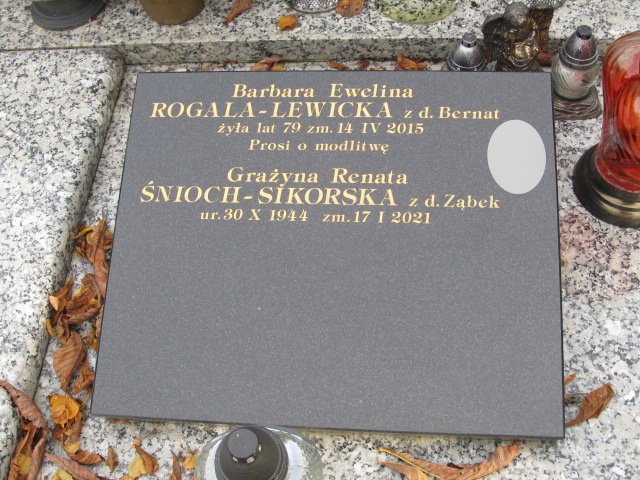 Barbara Ewelina
ROGALA-LEWICKA z d. Bernat
żyła lat 79 zm. 14 IV 2015
Prosi o modlitwę
Grażyna Renata
ŚNIOCH-SIKORSKA z d. Ząbek
ur. 30 X 1944 zm. 17 I 2021